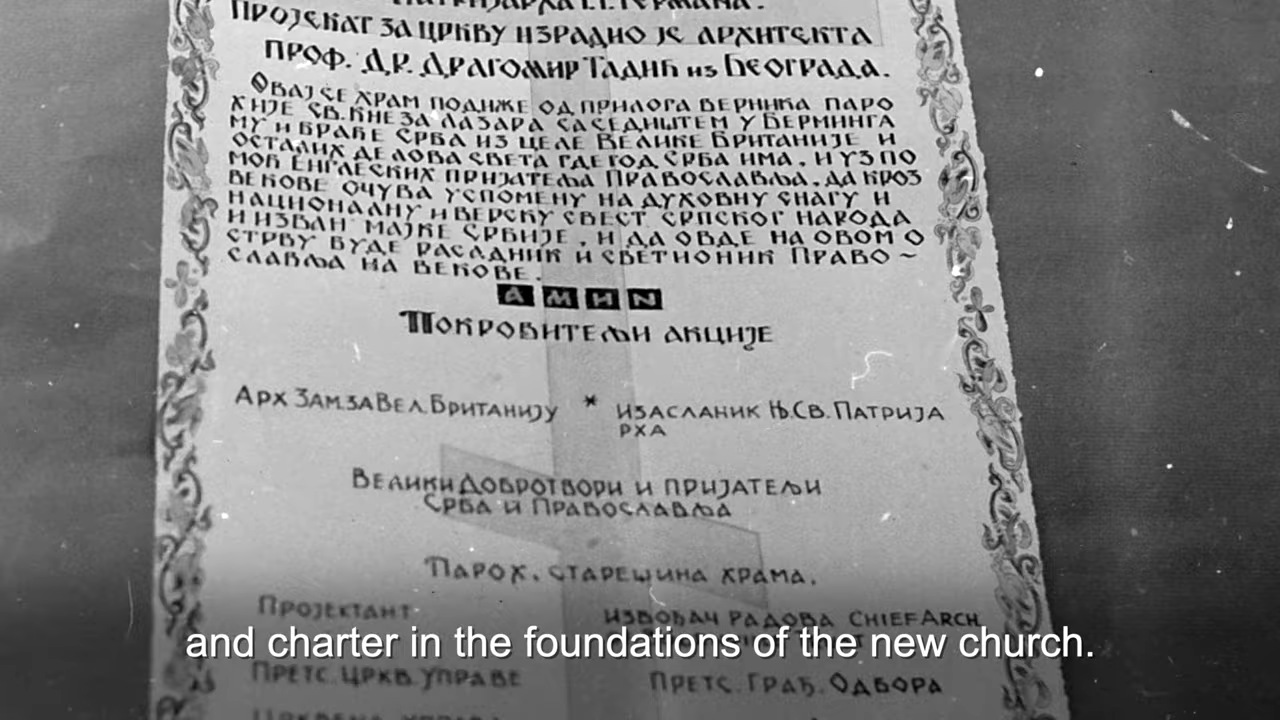 ПРОЈЕКАТ ЗА ЦРКВУ ИЗРАДИО ЈЕ АРХИТЕКТА
ПРОФ. ДР. ДРАГОМИР ТАДИЋ ИЗ БЕОГРАДА.
ОВАЈ СЕ ХРАМ ПОДИЖЕ ОД ПРИЛОГА ВЕРНИКА ПАРО
ХИЈЕ СВ. КНЕЗА ЛАЗАРА СА СЕДИШТЕМ У БЕРМИНГА
МУ И БРАЋЕ СРБА ИЗ ЦЕЛЕ ВЕЛИКЕ БРИТАНИЈЕ И
ОСТАЛИХ ДЕЛОВА СВЕТА ГДЕ ГОД СРБА ИМА, И УЗ ПО
МОЋ ЕНГЛЕСКИХ ПРИЈАТЕЉА ПРАВОСЛАВЉА, ДА КРОЗ
ВЕКОВЕ ОЧУВА УСПОМЕНУ НА ДУХОВНУ СНАГУ И
НАЦИОНАЛНУ И ВЕРСКУ СВЕСТ СРПСКОГ НАРОДА
И ИЗВАН МАЈКЕ СРБИЈЕ, И ДА ОВДЕ НА ОВОМ О
СТРВУ БУДЕ РАСАДНИК И СВЕТИОНИК ПРАВО~
СЛАВЉА НА ВЕКОВЕ.
АМИН
ПОКРОВИТЕЉИ АКЦИЈЕ
АРХ ЗАМ. ЗА ВЕЛ. БРИТАНИЈУ * ИЗАСЛАНИК Њ. СВ. ПАТРИЈА
РХА
ВЕЛИКИ ДОБРОТВОРИ И ПРИЈАТЕЉИ
СРБА И ПРАВОСЛАВЉА
ПАРОХ, СТАРЕШИНА ХРАМА,
ПРОЈЕКТАНТ ИЗВОЂАЧ РАДОВА CHIEF ARCH
and charter in the foundations of the new church.
ПРЕТС. ЦРКВ. УПРАВЕ ПРЕТС. ГРАЂ. ОДБОРА